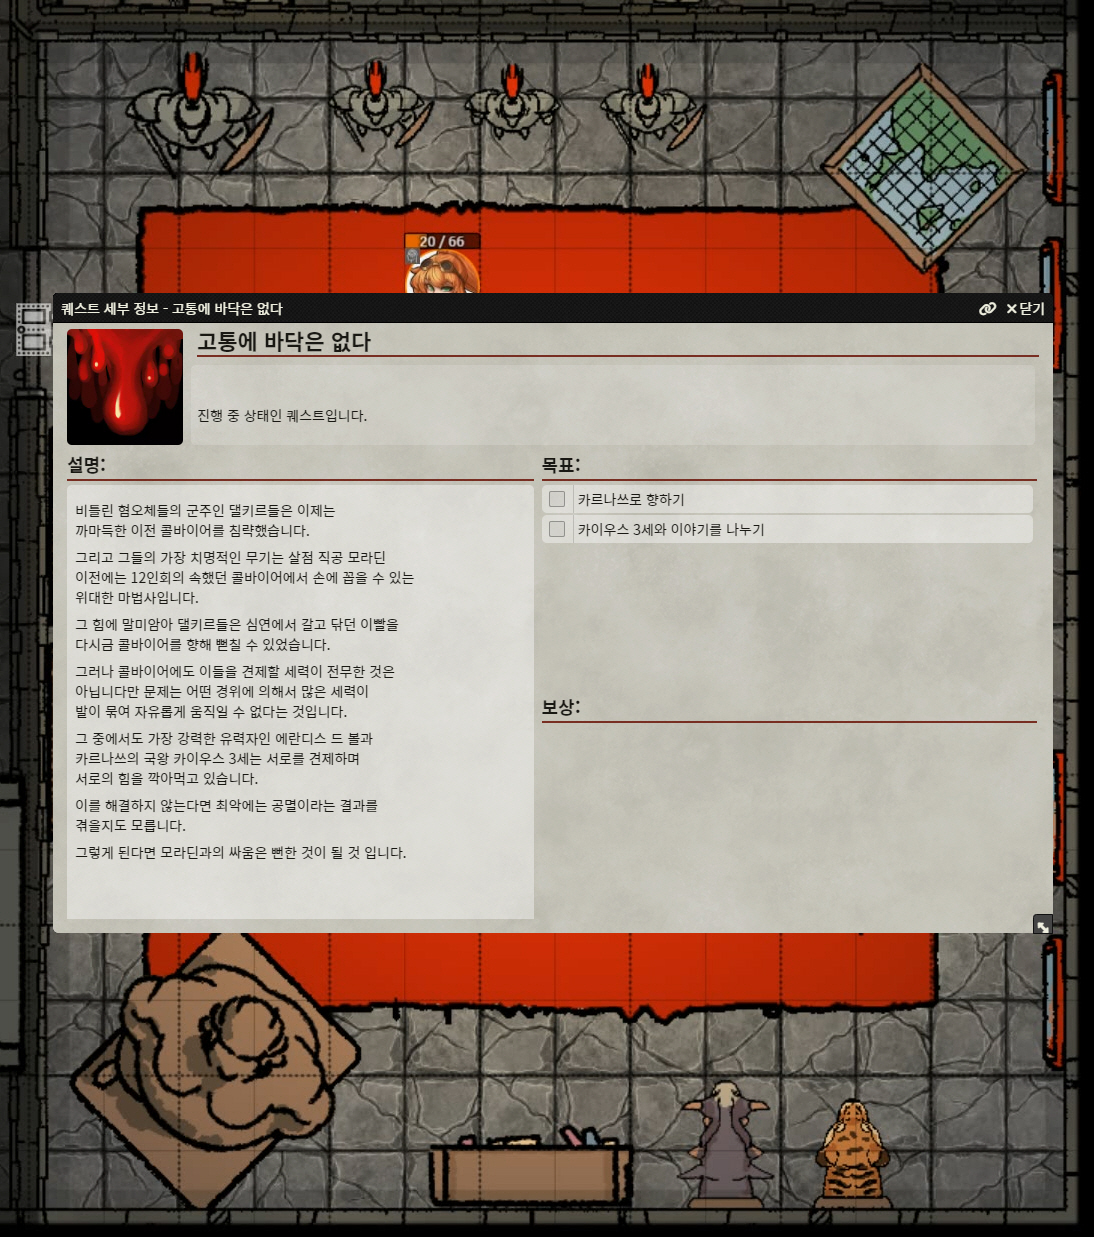 20 / 66
퀘스트 세부 정보 - 고통에 바닥은 없다
닫기
고통에 바닥은 없다
진행 중 상태인 퀘스트입니다.
설명:
비틀린 혐오체들의 군주인 댈키르들은 이제는
까마득한 이전 콜바이어를 침략했습니다.
그리고 그들의 가장 치명적인 무기는 살점 직공 모라딘
이전에는 12인회의 속했던 콜바이어에서 손에 꼽을 수 있는
위대한 마법사입니다.
그 힘에 말미암아 댈키르들은 심연에서 갈고 닦던 이빨을
다시금 콜바이어를 향해 뻗칠 수 있었습니다.
그러나 콜바이어에도 이들을 견제할 세력이 전무한 것은
아닙니다만 문제는 어떤 경위에 의해서 많은 세력이
발이 묶여 자유롭게 움직일 수 없다는 것입니다.
그 중에서도 가장 강력한 유력자인 에란디스 드 볼과
카르나쓰의 국왕 카이우스 3세는 서로를 견제하며
서로의 힘을 깍아먹고 있습니다.
이를 해결하지 않는다면 최악에는 공멸이라는 결과를
겪을지도 모릅니다.
그렇게 된다면 모라딘과의 싸움은 뻔한 것이 될 것 입니다.
목표:
카르나쓰로 향하기
카이우스 3세와 이야기를 나누기
보상: